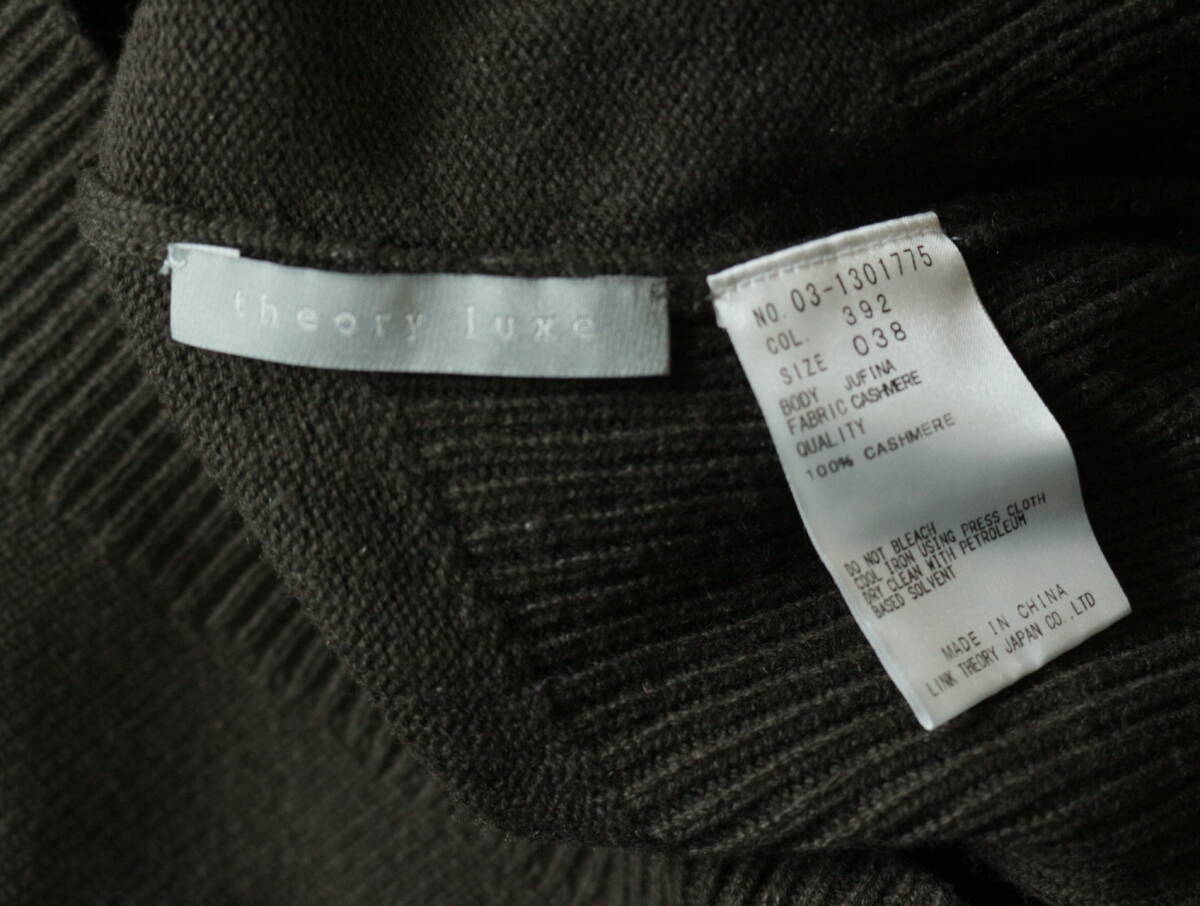 theory luxe
NO. 03-1301775
COL. 392
SIZE 038
BODY JUFINA
FABRIC CASHMERE
QUALITY
100% CASHMERE
DO NOT BLEACH
COOL IRON USING PRESS CLOTH
DRY CLEAN WITH PETROLEUM
BASED SOLVENT
MADE IN CHINA
LINK THEORY JAPAN CO.,LTD